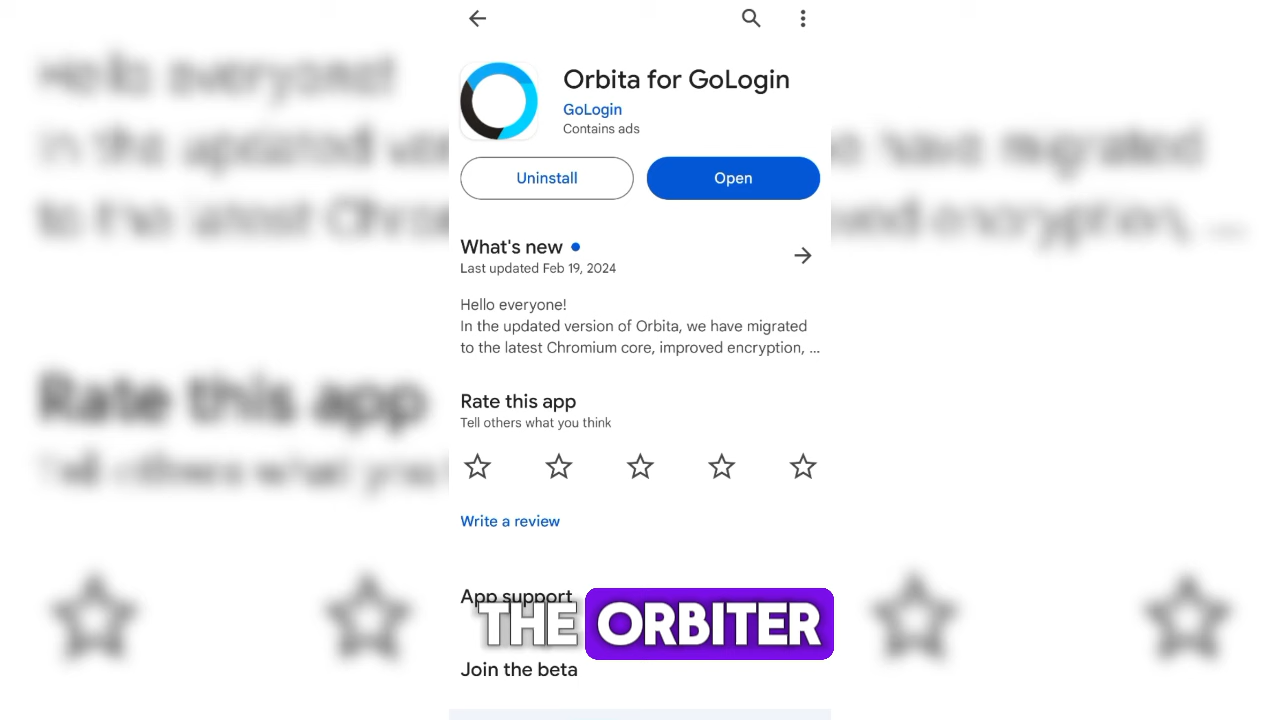 Orbita for GoLogin
GoLogin
Contains ads
Uninstall
Open
What's new
Last updated Feb 19, 2024
Hello everyone!
In the updated version of Orbita, we have migrated
to the latest Chromium core, improved encryption, ...
Rate this app
Tell others what you think
Write a review
App support
THE ORBITER
Join the beta